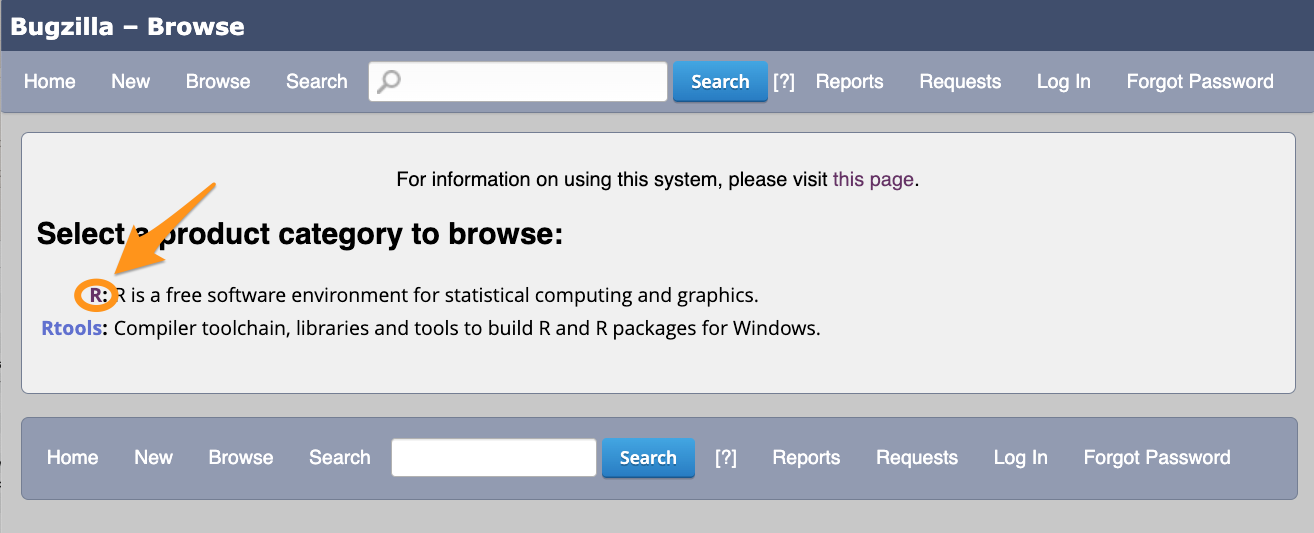 Bugzilla – Browse
Home New Browse Search Search [?] Reports Requests Log In Forgot Password
For information on using this system, please visit this page.
Select a product category to browse:
R: R is a free software environment for statistical computing and graphics.
Rtools: Compiler toolchain, libraries and tools to build R and R packages for Windows.
Home New Browse Search Search [?] Reports Requests Log In Forgot Password